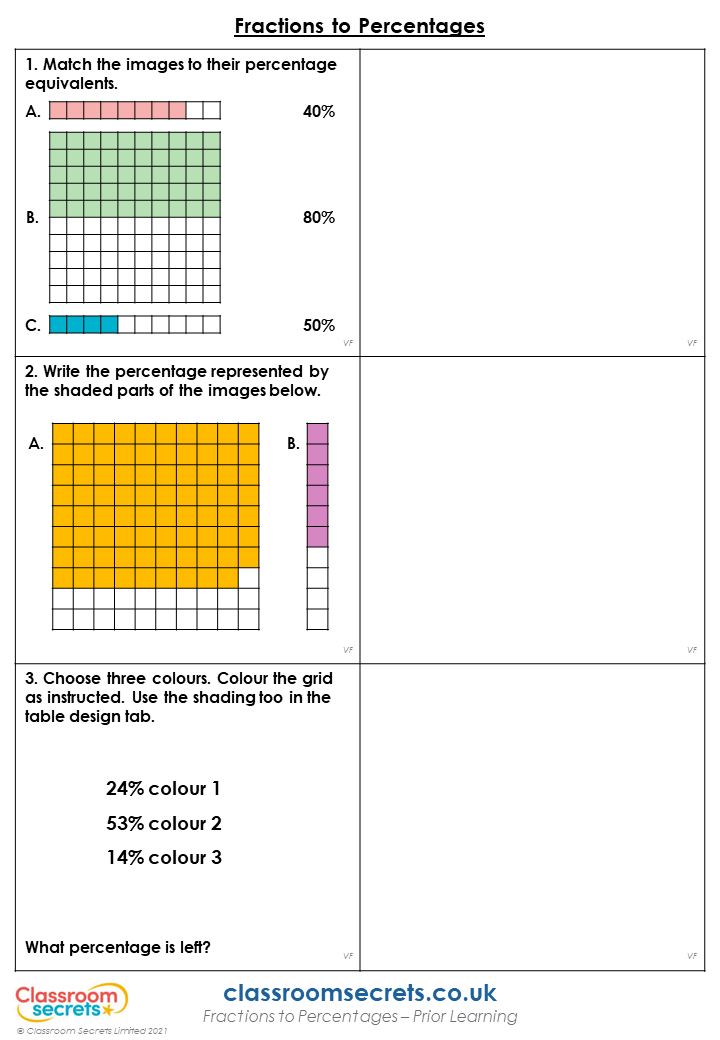 Fractions to Percentages
1. Match the images to their percentage
equivalents.
A.
40%
B.
80%
C.
50%
VF
VF
2. Write the percentage represented by
the shaded parts of the images below.
A.
B.
VF
VF
3. Choose three colours. Colour the grid
as instructed. Use the shading too in the
table design tab.
24% colour 1
53% colour 2
14% colour 3
What percentage is left?
VF
VF
Classroom
secrets
© Classroom Secrets Limited 2021
classroomsecrets.co.uk
Fractions to Percentages – Prior Learning